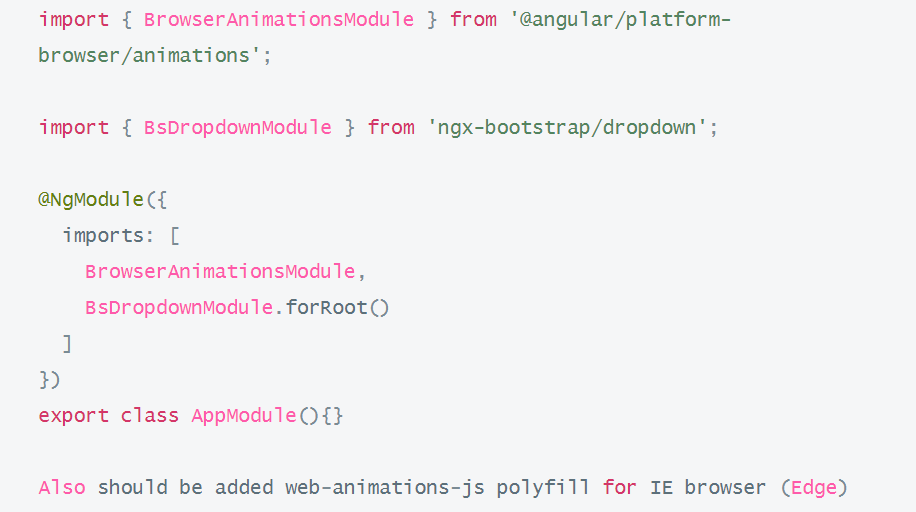 import { BrowserAnimationsModule } from '@angular/platform-
browser/animations';
import { BsDropdownModule } from 'ngx-bootstrap/dropdown';
@NgModule({
  imports: [
    BrowserAnimationsModule,
    BsDropdownModule.forRoot()
  ]
})
export class AppModule(){}
Also should be added web-animations-js polyfill for IE browser (Edge)